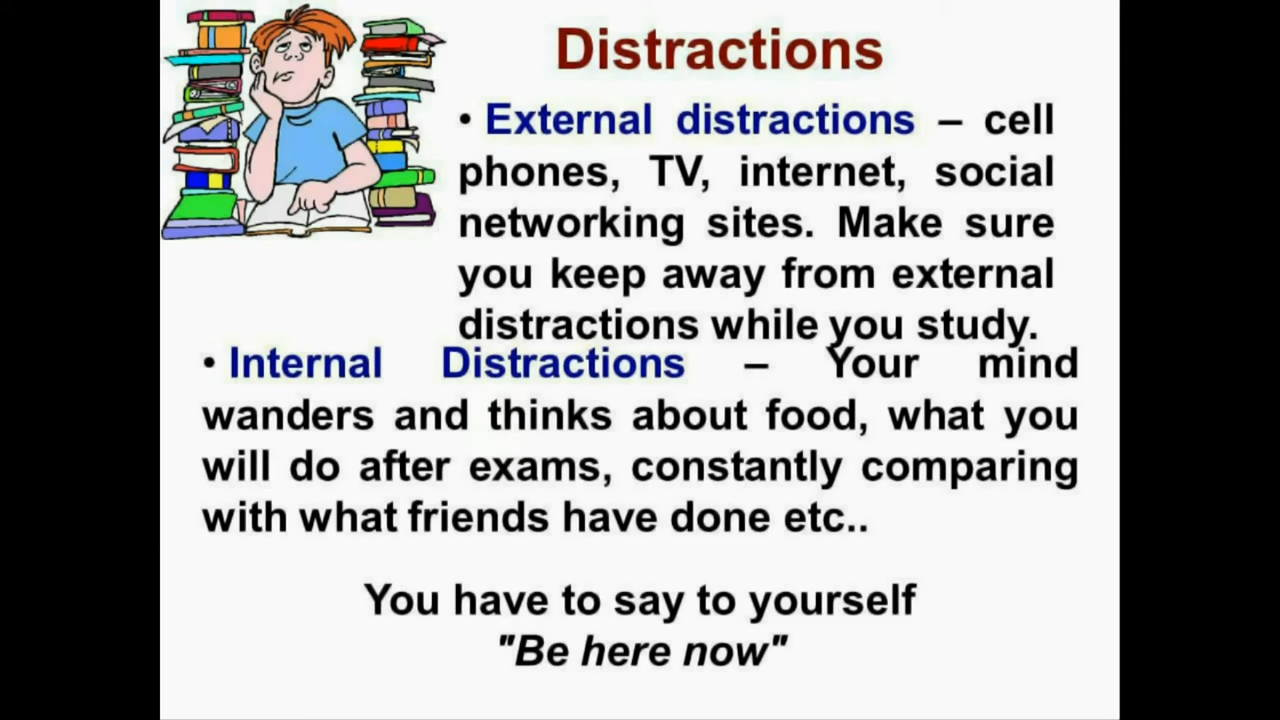 Distractions
• External distractions – cell
phones, TV, internet, social
networking sites. Make sure
you keep away from external
distractions while you study.
• Internal Distractions – Your mind
wanders and thinks about food, what you
will do after exams, constantly comparing
with what friends have done etc..
You have to say to yourself
"Be here now"